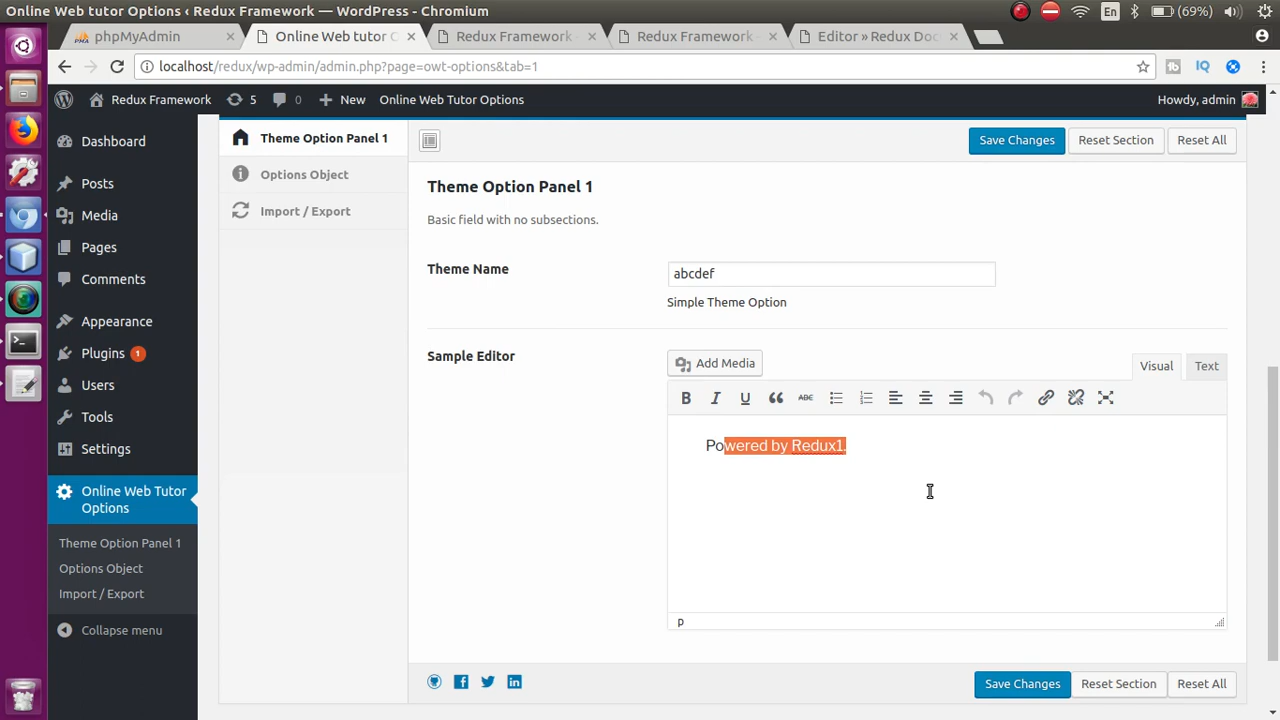 Online Web tutor Options ‹ Redux Framework — WordPress - Chromium
En
(69%)
phpMyAdmin
Online Web tutor O
Redux Framework -
Redux Framework -
Editor » Redux Doc
localhost/redux/wp-admin/admin.php?page=owt-options&tab=1
IQ
Redux Framework
5
0
New
Online Web Tutor Options
Howdy, admin
Dashboard
Posts
Media
Pages
Comments
Appearance
Plugins 1
Users
Tools
Settings
Online Web Tutor
Options
Theme Option Panel 1
Options Object
Import / Export
Collapse menu
Theme Option Panel 1
Options Object
Import / Export
Save Changes
Reset Section
Reset All
Theme Option Panel 1
Basic field with no subsections.
Theme Name
abcdef
Simple Theme Option
Sample Editor
Add Media
Visual
Text
B I U ABC
Powered by Redux1.
p
Save Changes
Reset Section
Reset All